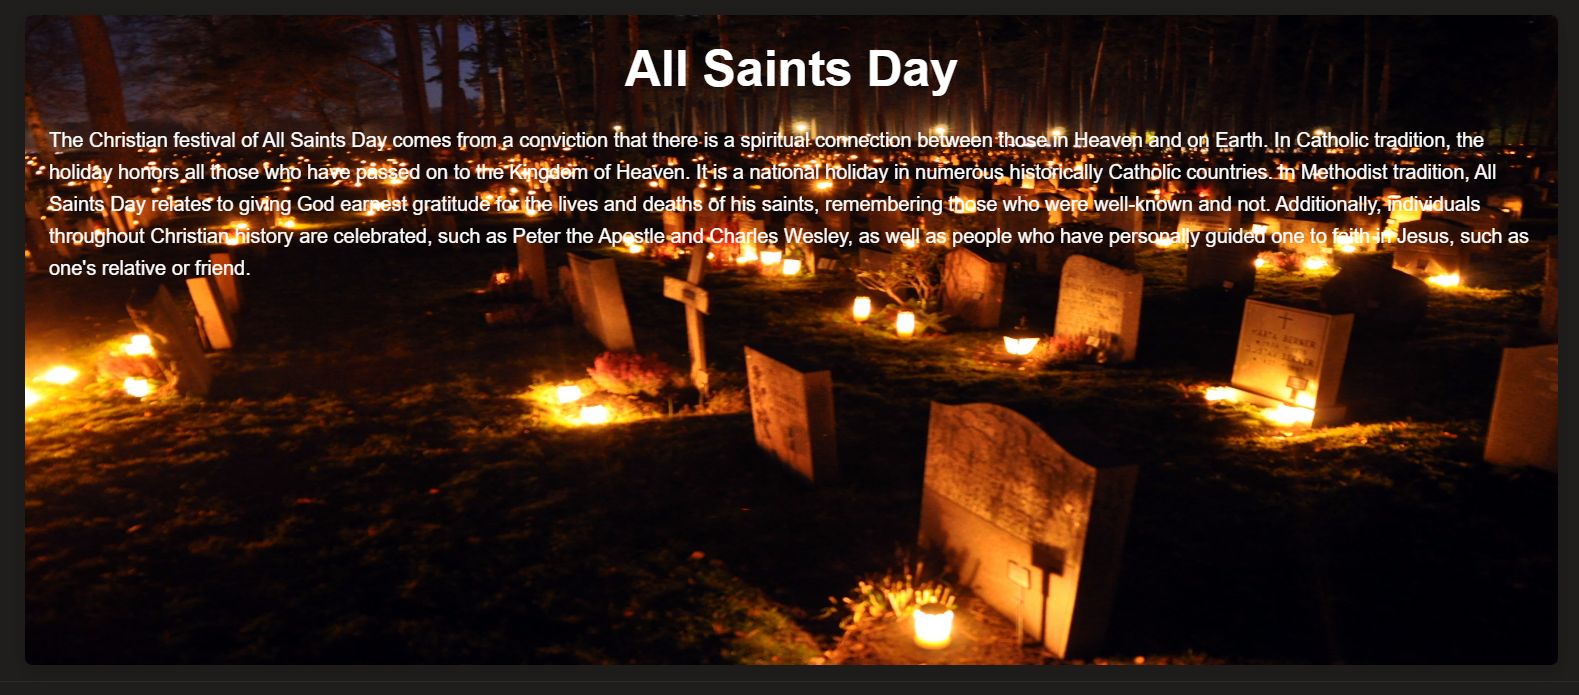 All Saints Day
The Christian festival of All Saints Day comes from a conviction that there is a spiritual connection between those in Heaven and on Earth. In Catholic tradition, the
holiday honors all those who have passed on to the Kingdom of Heaven. It is a national holiday in numerous historically Catholic countries. In Methodist tradition, All
Saints Day relates to giving God earnest gratitude for the lives and deaths of his saints, remembering those who were well-known and not. Additionally, individuals
throughout Christian history are celebrated, such as Peter the Apostle and Charles Wesley, as well as people who have personally guided one to faith in Jesus, such as
one's relative or friend.